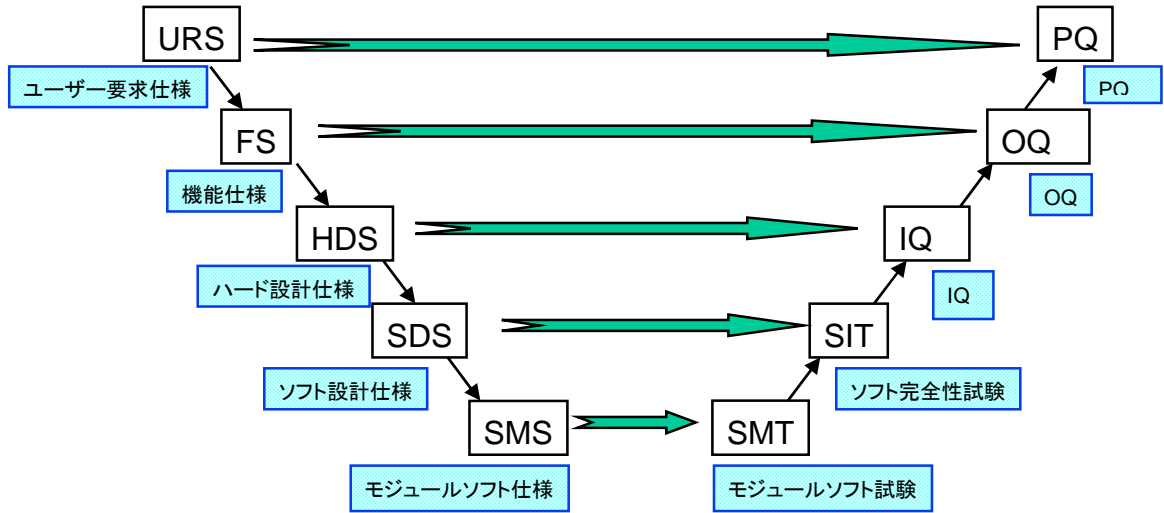 URS
PQ
ユーザー要求仕様
PQ
FS
OQ
機能仕様
OQ
HDS
IQ
ハード設計仕様
IQ
SDS
SIT
ソフト設計仕様
ソフト完全性試験
SMS
SMT
モジュールソフト仕様
モジュールソフト試験